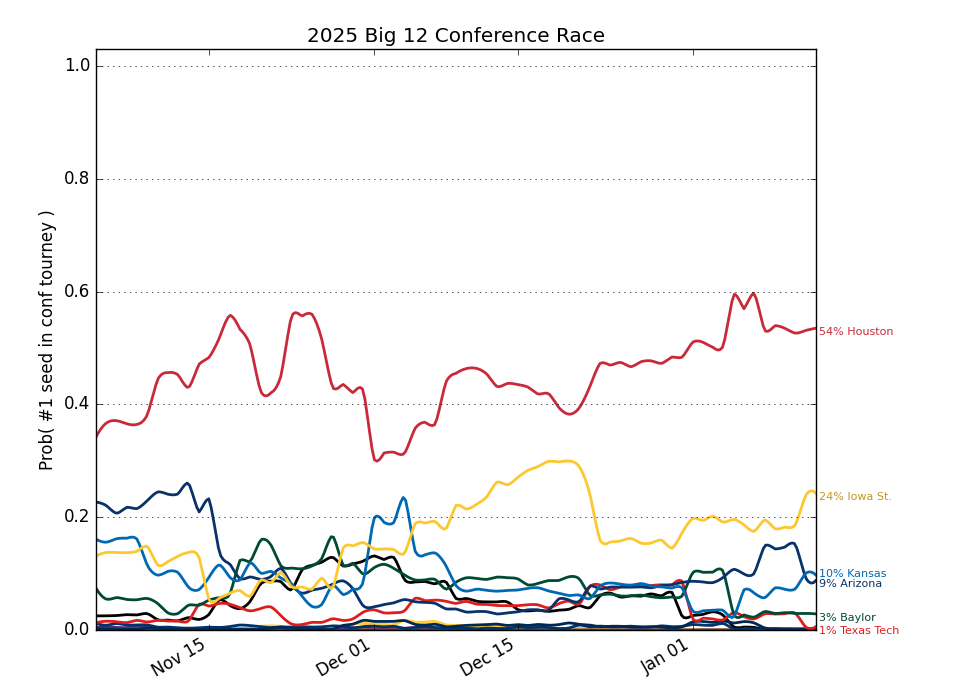 2025 Big 12 Conference Race
Prob( #1 seed in conf tourney )
1.0
0.8
0.6
0.4
0.2
0.0
Nov 15
Dec 01
Dec 15
Jan 01
54% Houston
24% Iowa St.
10% Kansas
9% Arizona
3% Baylor
1% Texas Tech